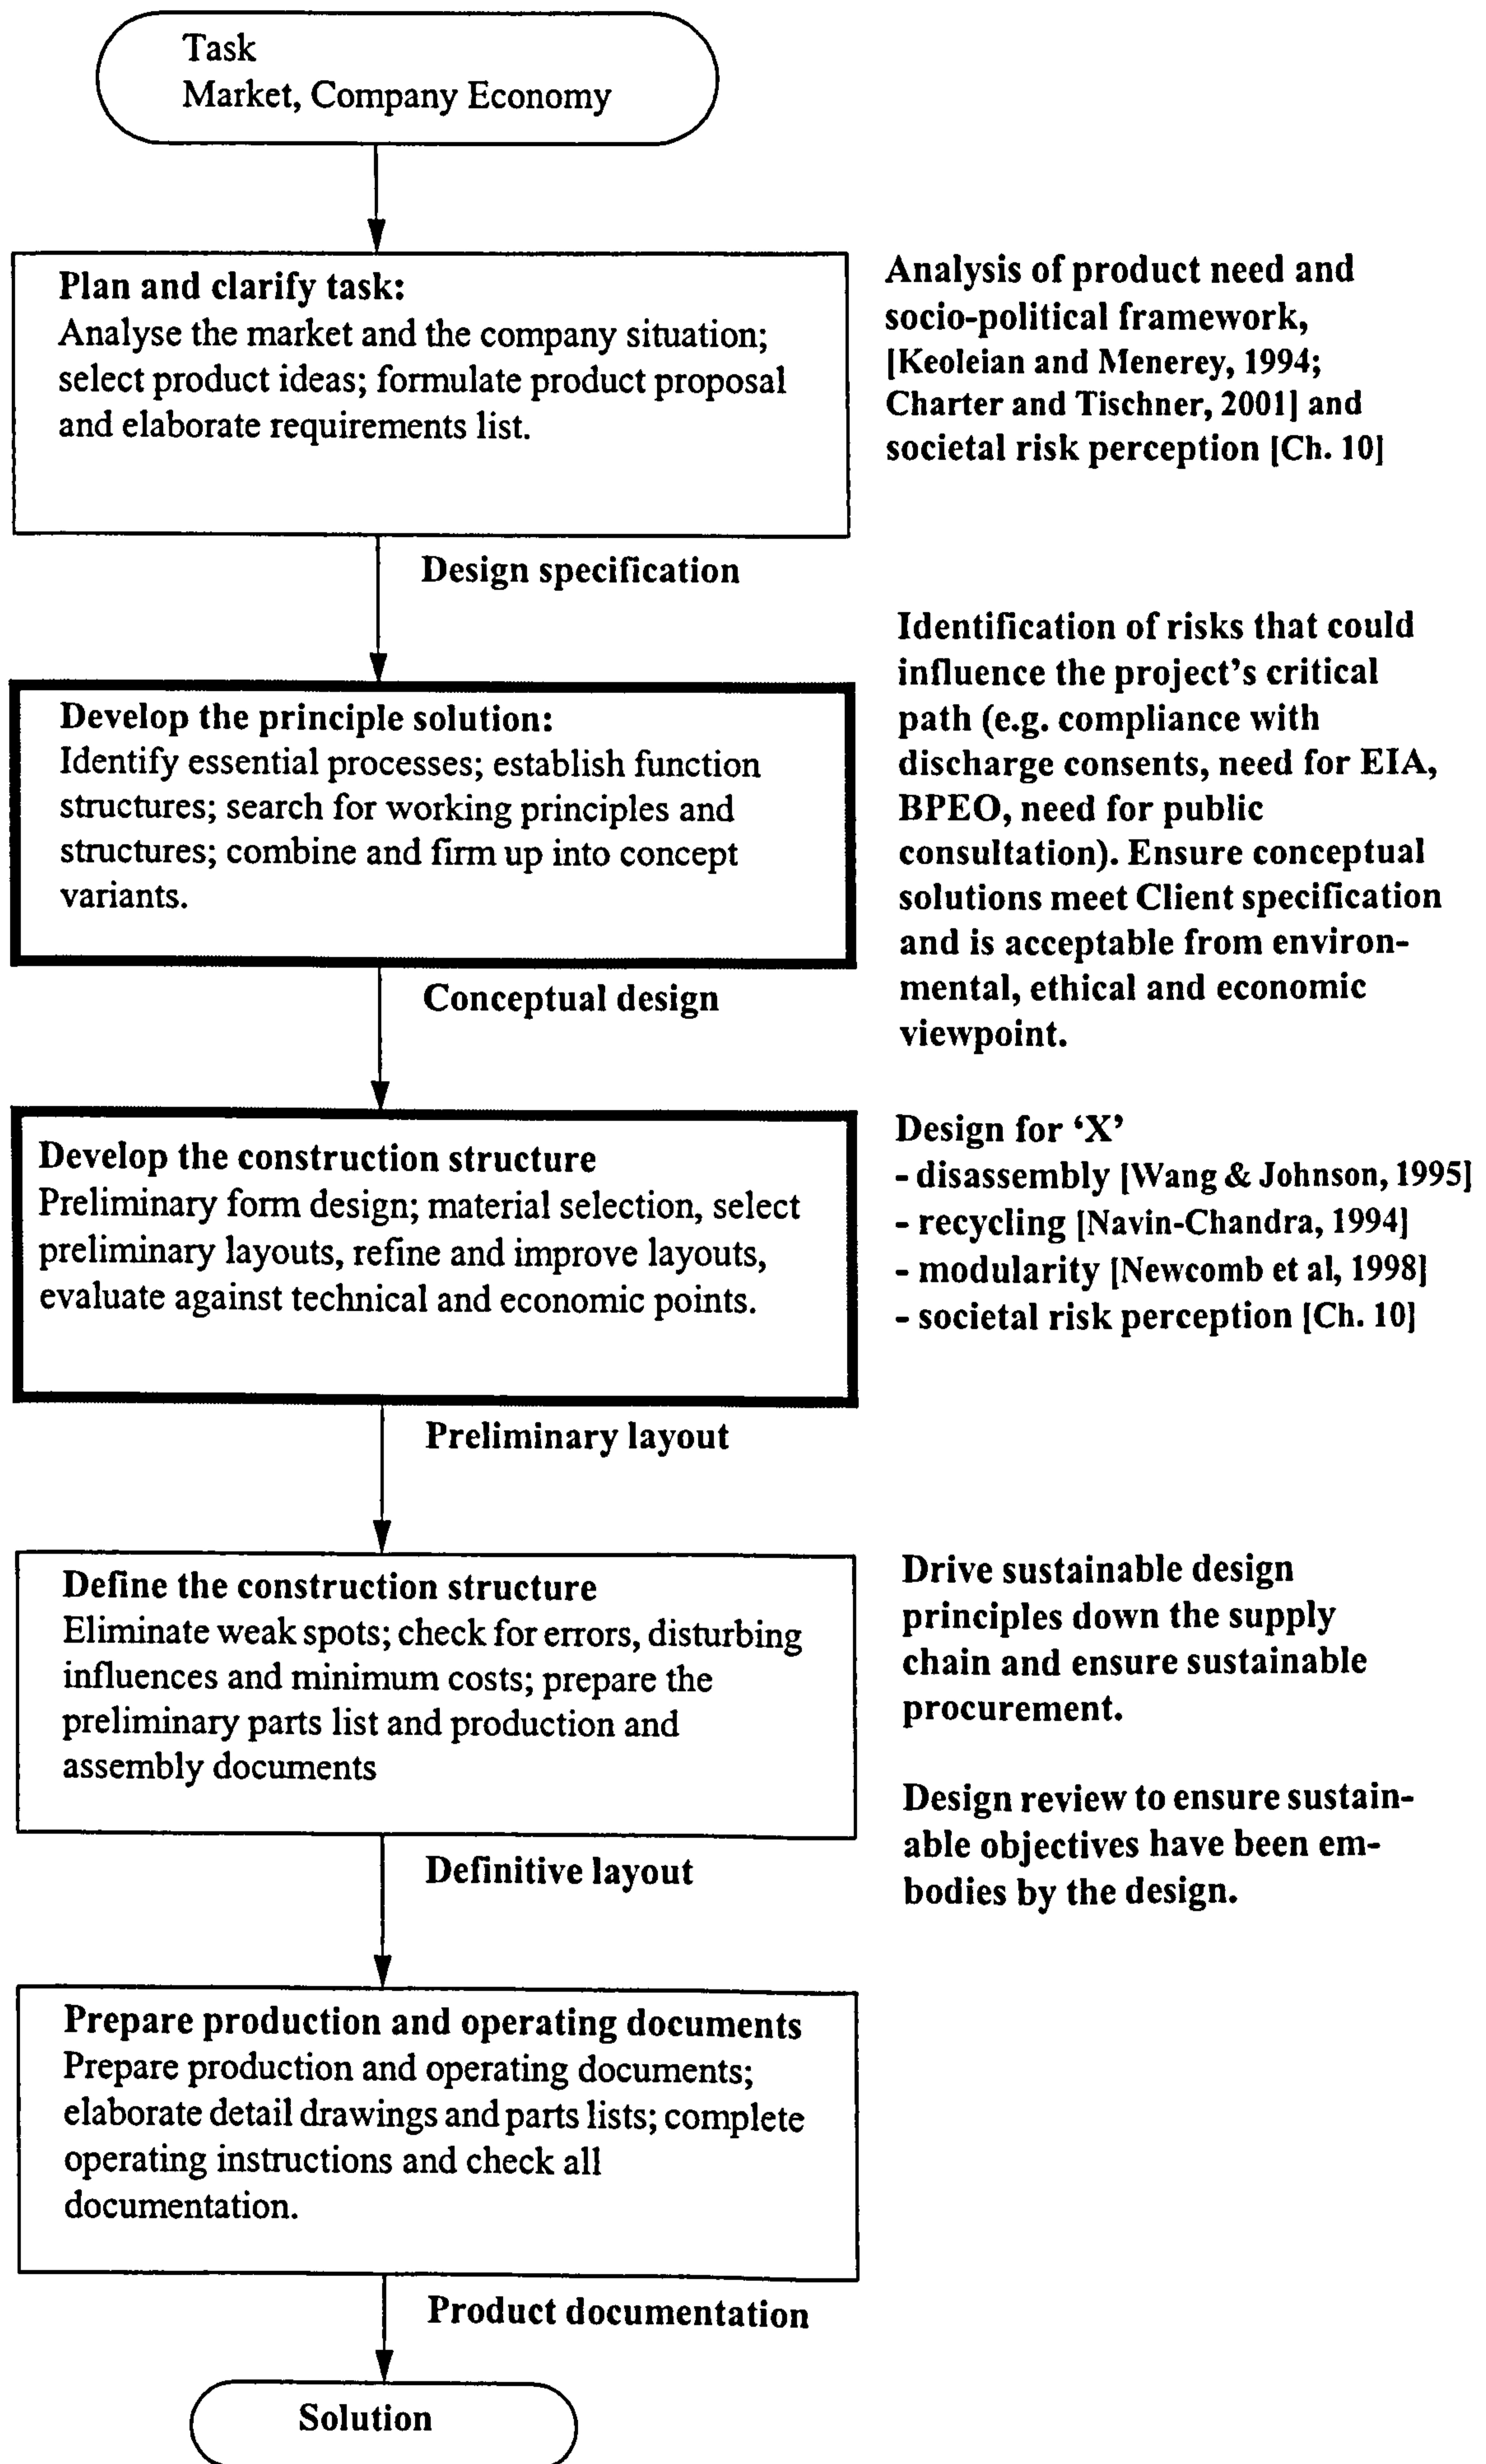 Task
Market, Company Economy
Plan and clarify task:
Analyse the market and the company situation;
select product ideas; formulate product proposal
and elaborate requirements list.
Analysis of product need and
socio-political framework,
[Keoleian and Menerey, 1994;
Charter and Tischner, 2001] and
societal risk perception [Ch. 10]
Design specification
Develop the principle solution:
Identify essential processes; establish function
structures; search for working principles and
structures; combine and firm up into concept
variants.
Identification of risks that could
influence the project's critical
path (e.g. compliance with
discharge consents, need for EIA,
BPEO, need for public
consultation). Ensure conceptual
solutions meet Client specification
and is acceptable from environ-
mental, ethical and economic
viewpoint.
Conceptual design
Develop the construction structure
Preliminary form design; material selection, select
preliminary layouts, refine and improve layouts,
evaluate against technical and economic points.
Design for ‘X’
- disassembly [Wang & Johnson, 1995]
- recycling [Navin-Chandra, 1994]
- modularity [Newcomb et al, 1998]
- societal risk perception [Ch. 10]
Preliminary layout
Define the construction structure
Eliminate weak spots; check for errors, disturbing
influences and minimum costs; prepare the
preliminary parts list and production and
assembly documents
Drive sustainable design
principles down the supply
chain and ensure sustainable
procurement.
Design review to ensure sustain-
able objectives have been em-
bodies by the design.
Definitive layout
Prepare production and operating documents
Prepare production and operating documents;
elaborate detail drawings and parts lists; complete
operating instructions and check all
documentation.
Product documentation
Solution